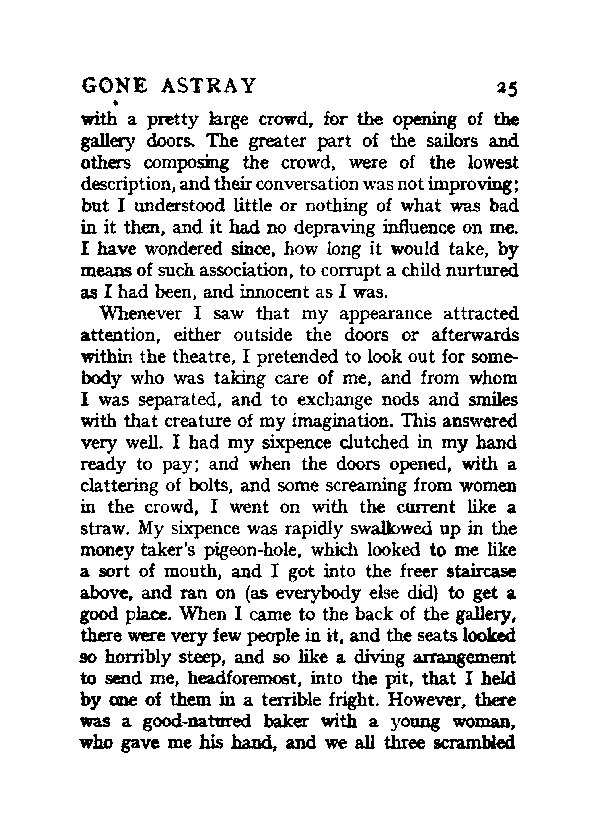 GONE ASTRAY 25
with a pretty large crowd, for the opening of the
gallery doors. The greater part of the sailors and
others composing the crowd, were of the lowest
description, and their conversation was not improving;
but I understood little or nothing of what was bad
in it then, and it had no depraving influence on me.
I have wondered since, how long it would take, by
means of such association, to corrupt a child nurtured
as I had been, and innocent as I was.
Whenever I saw that my appearance attracted
attention, either outside the doors or afterwards
within the theatre, I pretended to look out for some-
body who was taking care of me, and from whom
I was separated, and to exchange nods and smiles
with that creature of my imagination. This answered
very well. I had my sixpence clutched in my hand
ready to pay; and when the doors opened, with a
clattering of bolts, and some screaming from women
in the crowd, I went on with the current like a
straw. My sixpence was rapidly swallowed up in the
money taker's pigeon-hole, which looked to me like
a sort of mouth, and I got into the freer staircase
above, and ran on (as everybody else did) to get a
good place. When I came to the back of the gallery,
there were very few people in it, and the seats looked
so horribly steep, and so like a diving arrangement
to send me, headforemost, into the pit, that I held
by one of them in a terrible fright. However, there
was a good-natured baker with a young woman,
who gave me his hand, and we all three scrambled